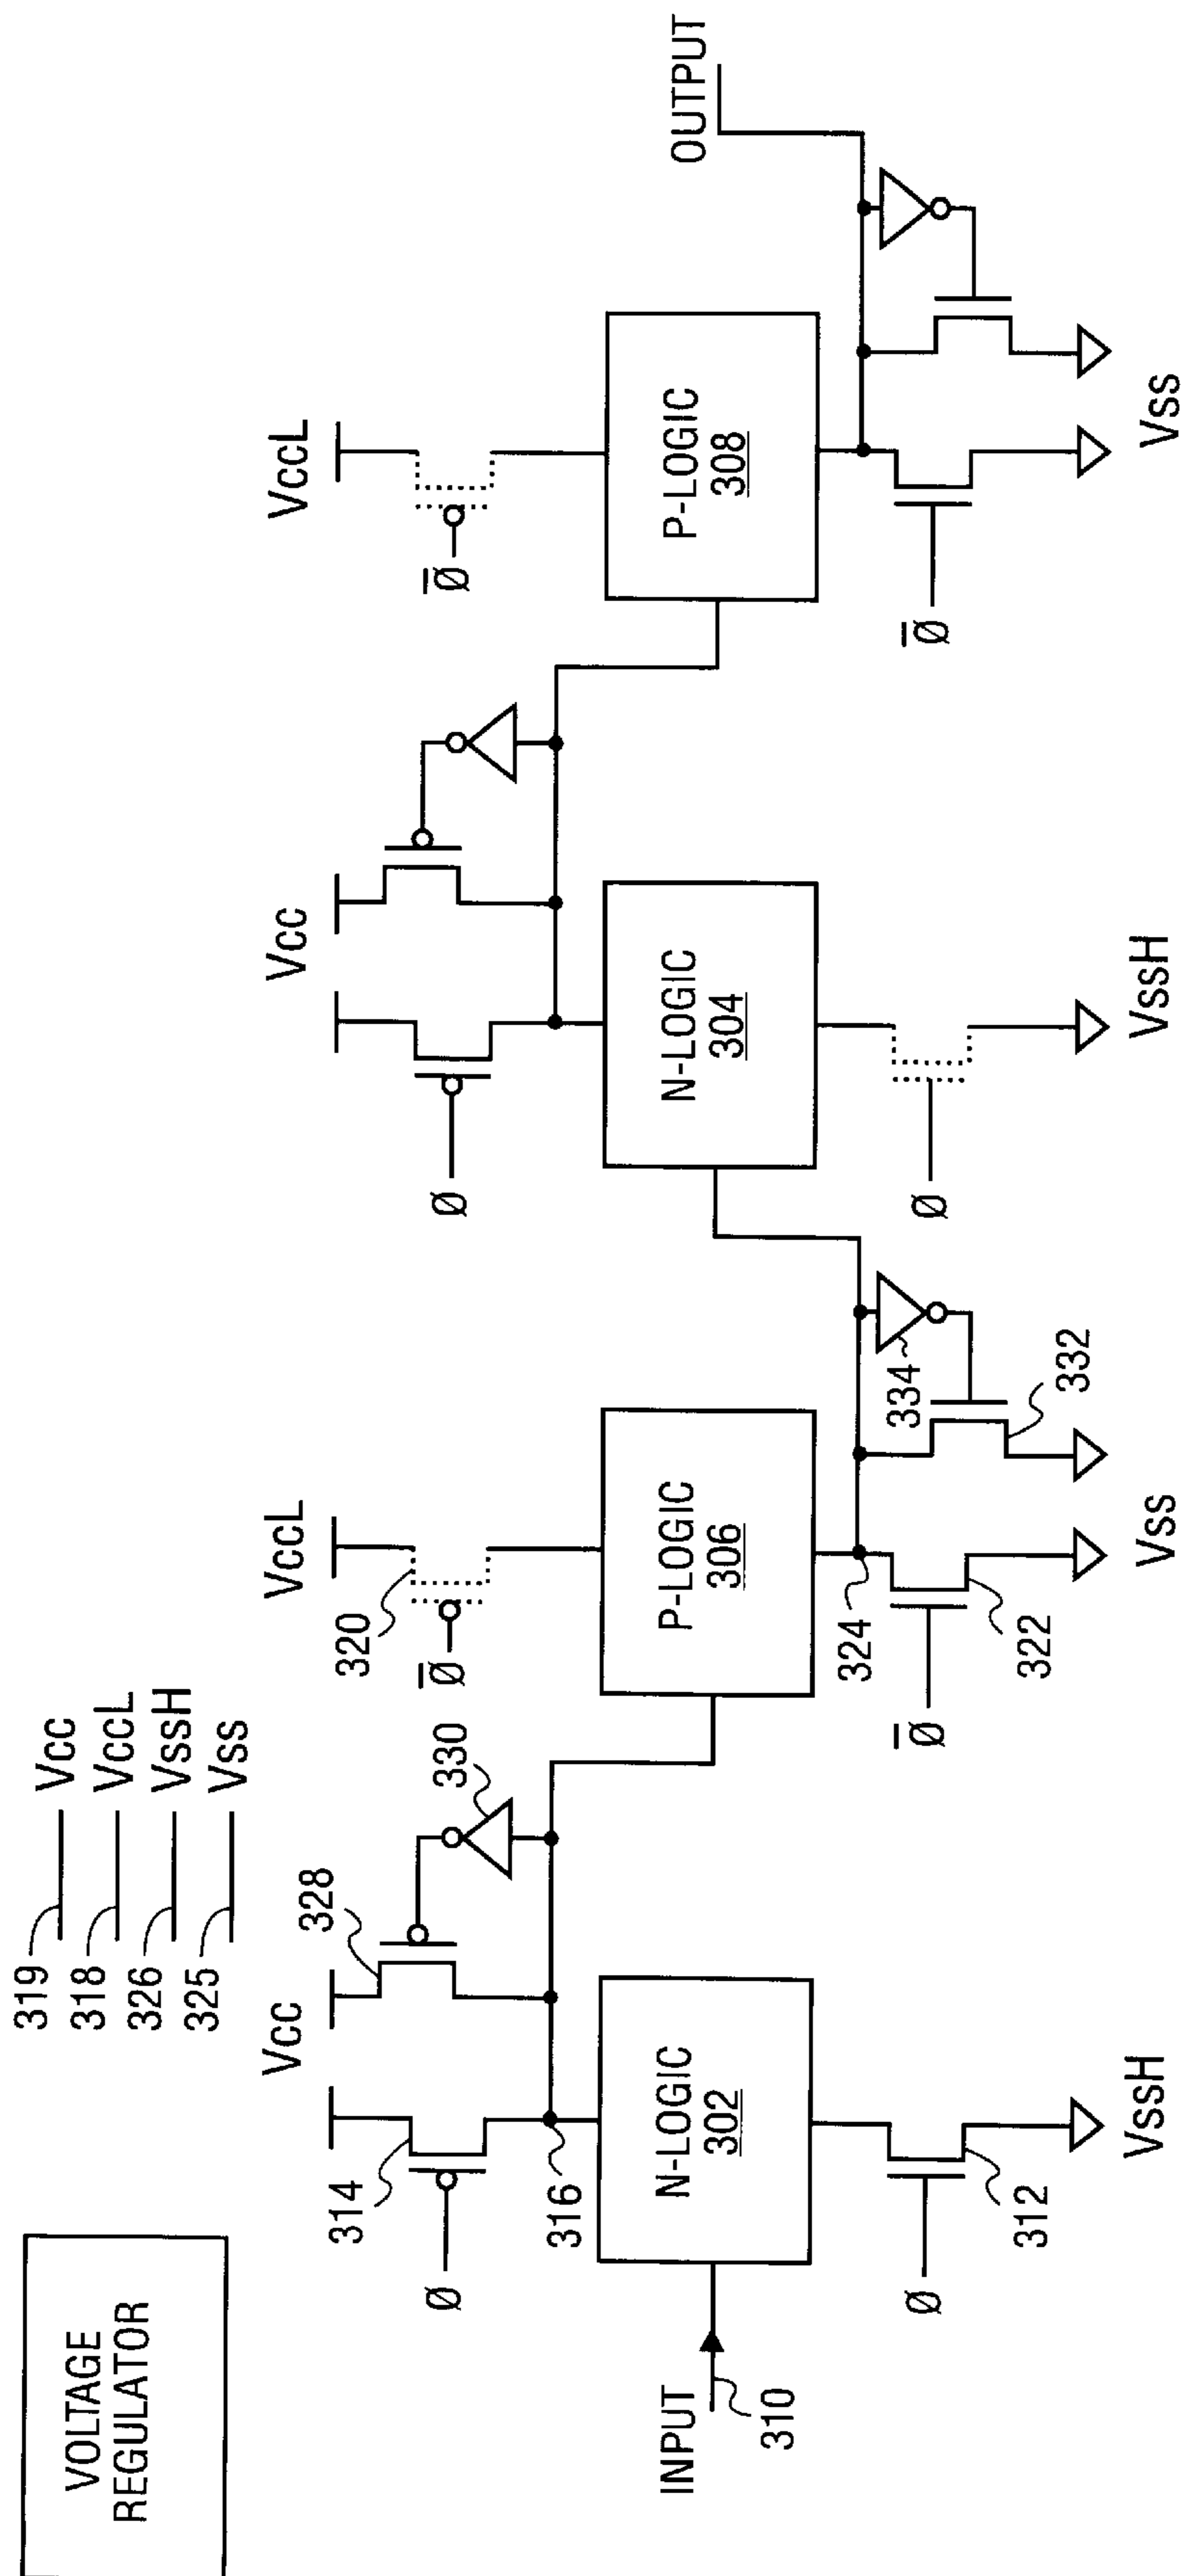 VOLTAGE
REGULATOR
319 Vcc
318 VccL
326 VssH
325 Vss
Vcc
314
328
Ø
316
330
INPUT
310
N-LOGIC
302
Ø
312
VssH
VccL
320
Ø̅
P-LOGIC
306
324
Ø̅
322
Vss
334
332
Vcc
Ø
N-LOGIC
304
Ø
VssH
VccL
Ø̅
P-LOGIC
308
Ø̅
Vss
OUTPUT